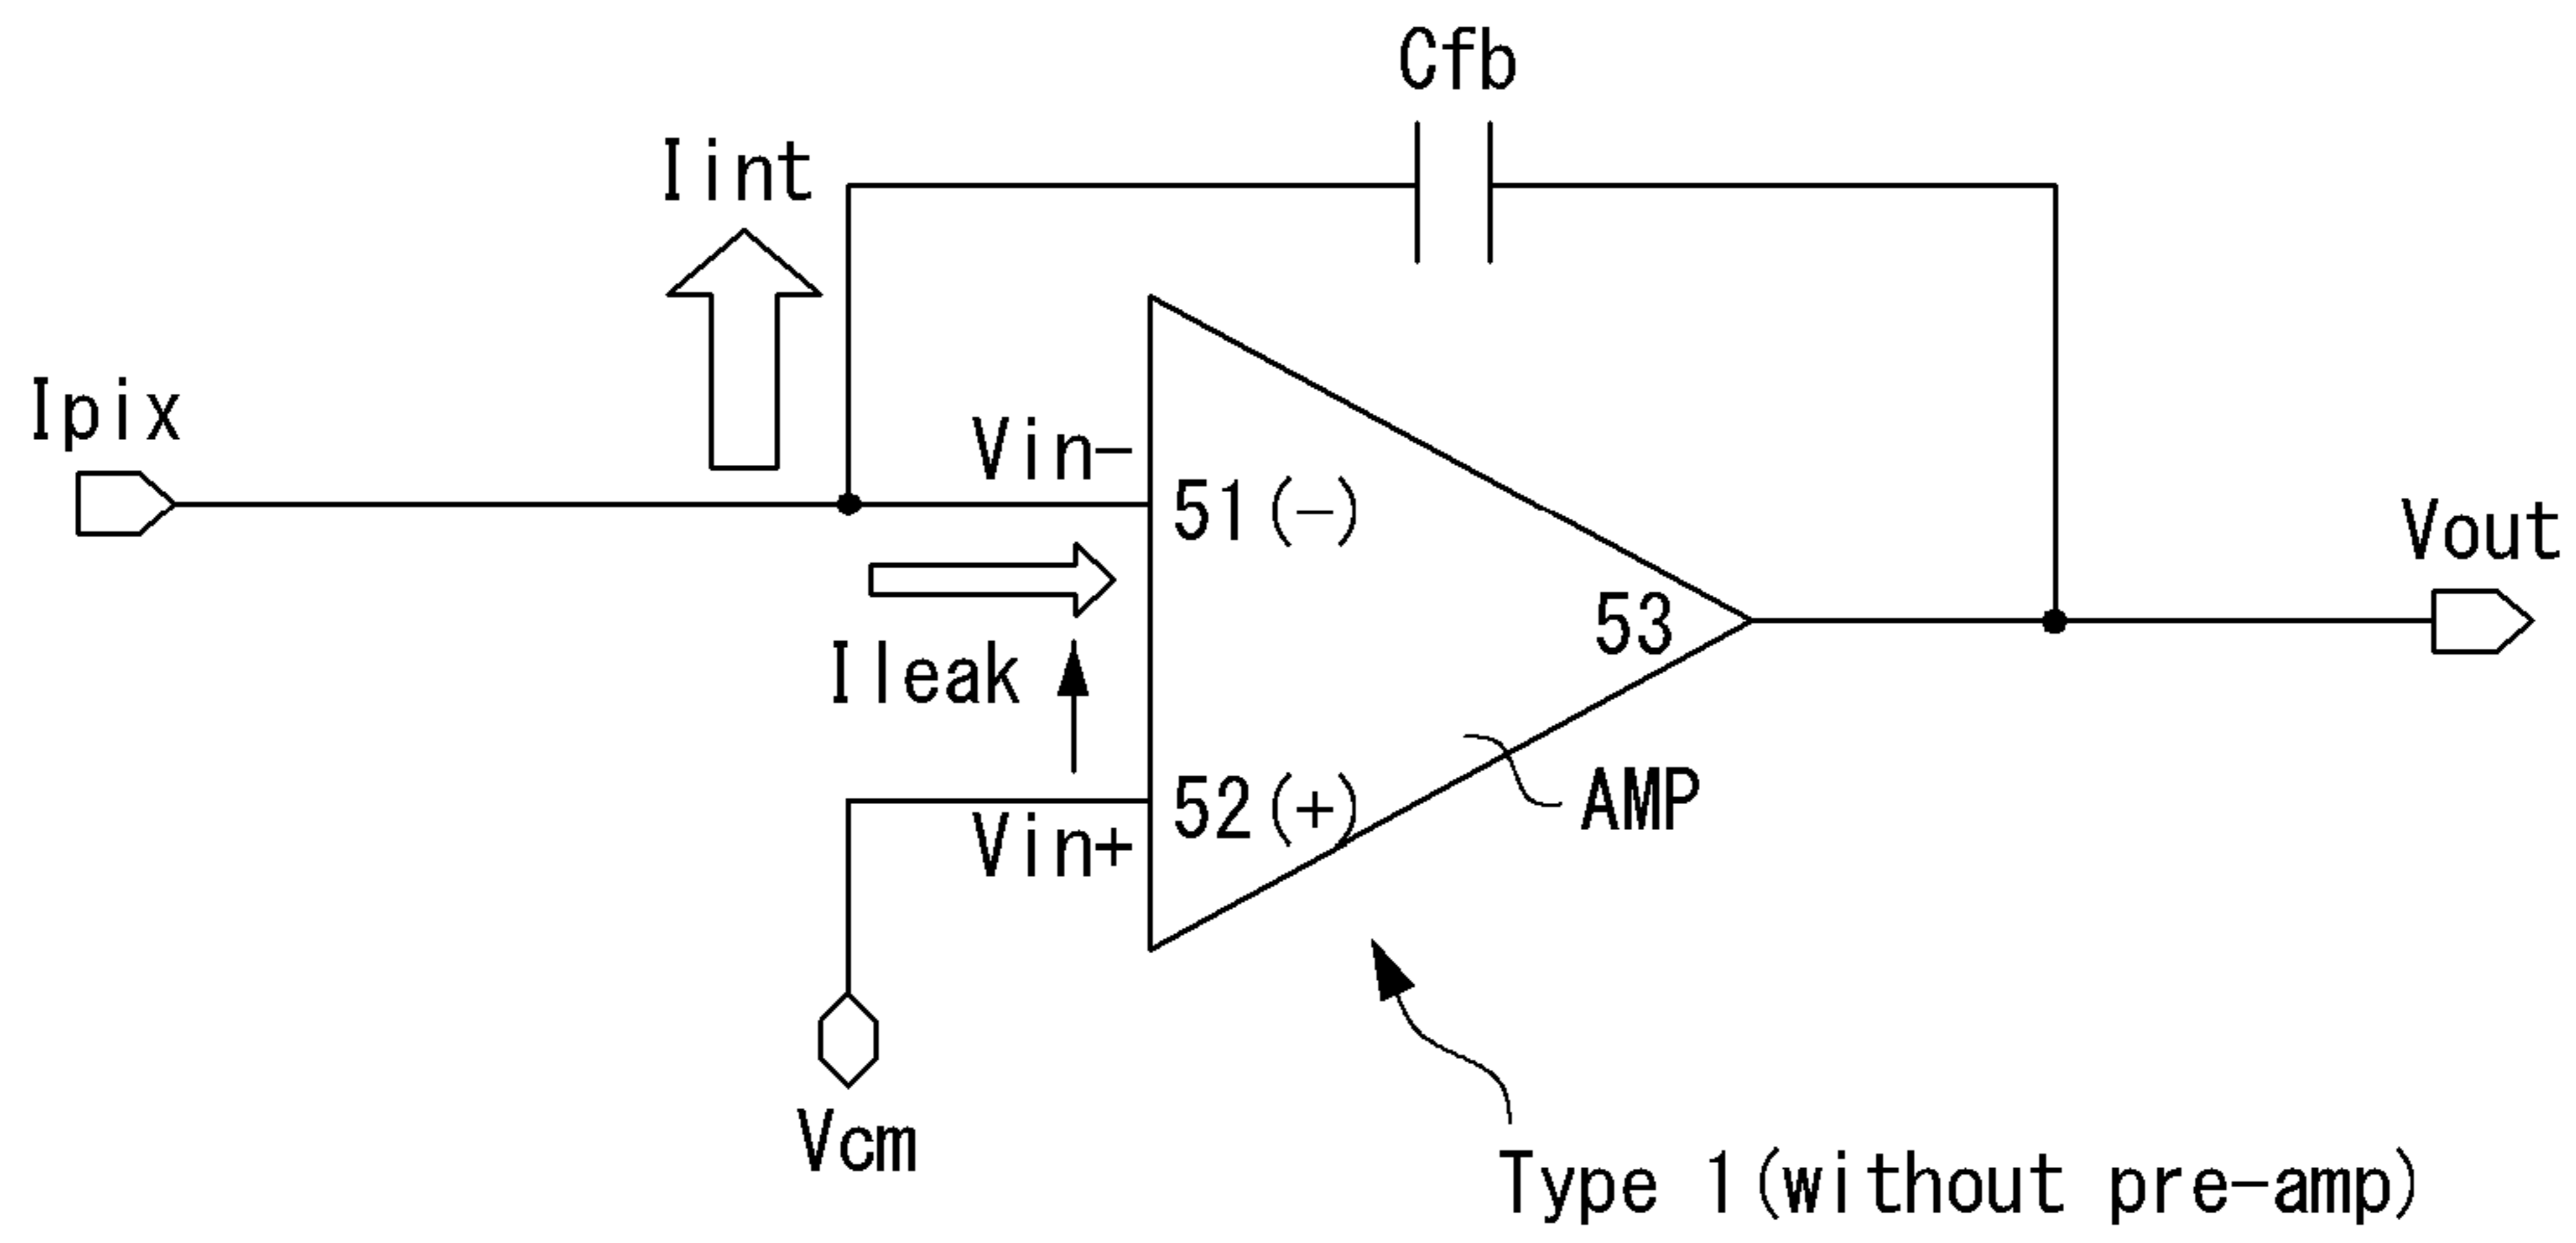 Cfb
Iint
Ipix
Vin-
51(-)
Vout
53
Ileak
52(+)
AMP
Vin+
Vcm
Type 1(without pre-amp)